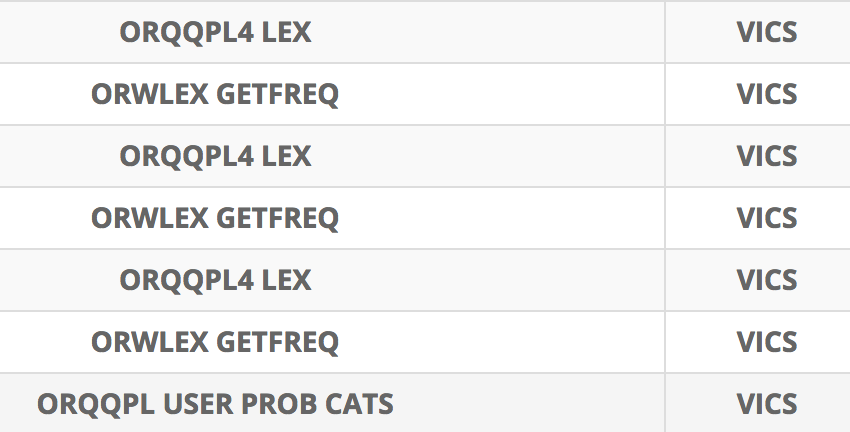 ORQQPL4 LEX VICS
ORWLEX GETFREQ VICS
ORQQPL4 LEX VICS
ORWLEX GETFREQ VICS
ORQQPL4 LEX VICS
ORWLEX GETFREQ VICS
ORQQPL USER PROB CATS VICS